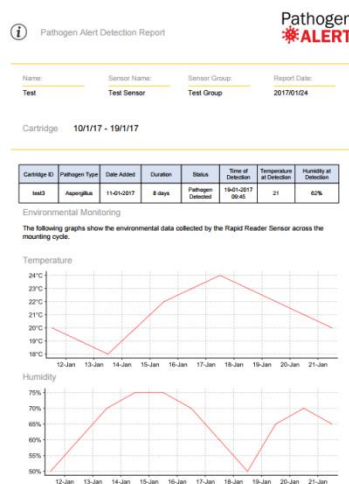 Pathogen
ALERT
i Pathogen Alert Detection Report
Name: Sensor Name: Sensor Group: Report Date:
Test Test Sensor Test Group 2017/01/24
Cartridge 10/1/17 - 19/1/17
Cartridge ID Pathogen Type Date Added Duration Status Time of Detection Temperature at Detection Humidity at Detection
test3 Aspergillus 11-01-2017 8 days Pathogen Detected 19-01-2017 09:45 21 62%
Environmental Monitoring
The following graphs show the environmental data collected by the Rapid Reader Sensor across the
mounting cycle.
Temperature
24°C
23°C
22°C
21°C
20°C
19°C
18°C
12-Jan 13-Jan 14-Jan 15-Jan 16-Jan 17-Jan 18-Jan 19-Jan 20-Jan 21-Jan
Humidity
75%
70%
65%
60%
55%
50%
12-Jan 13-Jan 14-Jan 15-Jan 16-Jan 17-Jan 18-Jan 19-Jan 20-Jan 21-Jan